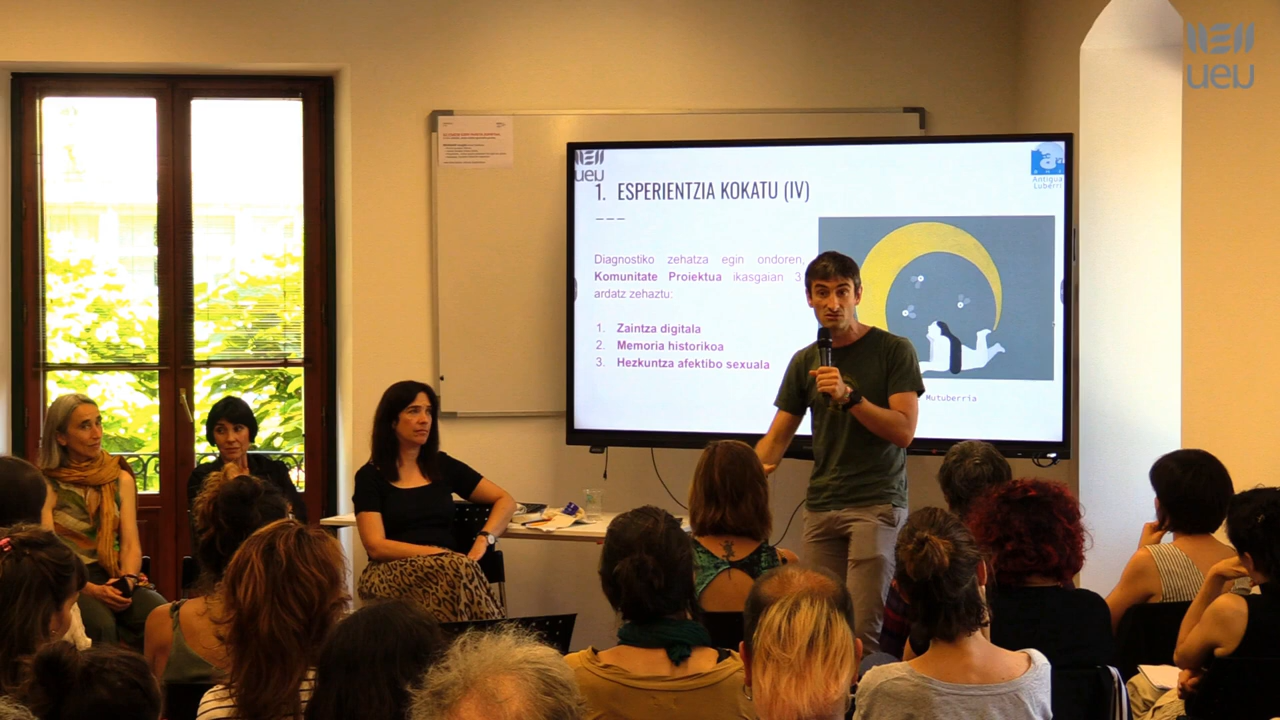 ueu
ueu
1. ESPERIENTZIA KOKATU (IV)
Antigua
Luberri
Diagnostiko zehatza egin ondoren,
Komunitate Proiektua ikasgaian 3
ardatz zehaztu:
1. Zaintza digitala
2. Memoria historikoa
3. Hezkuntza afektibo sexuala
Mutuberria